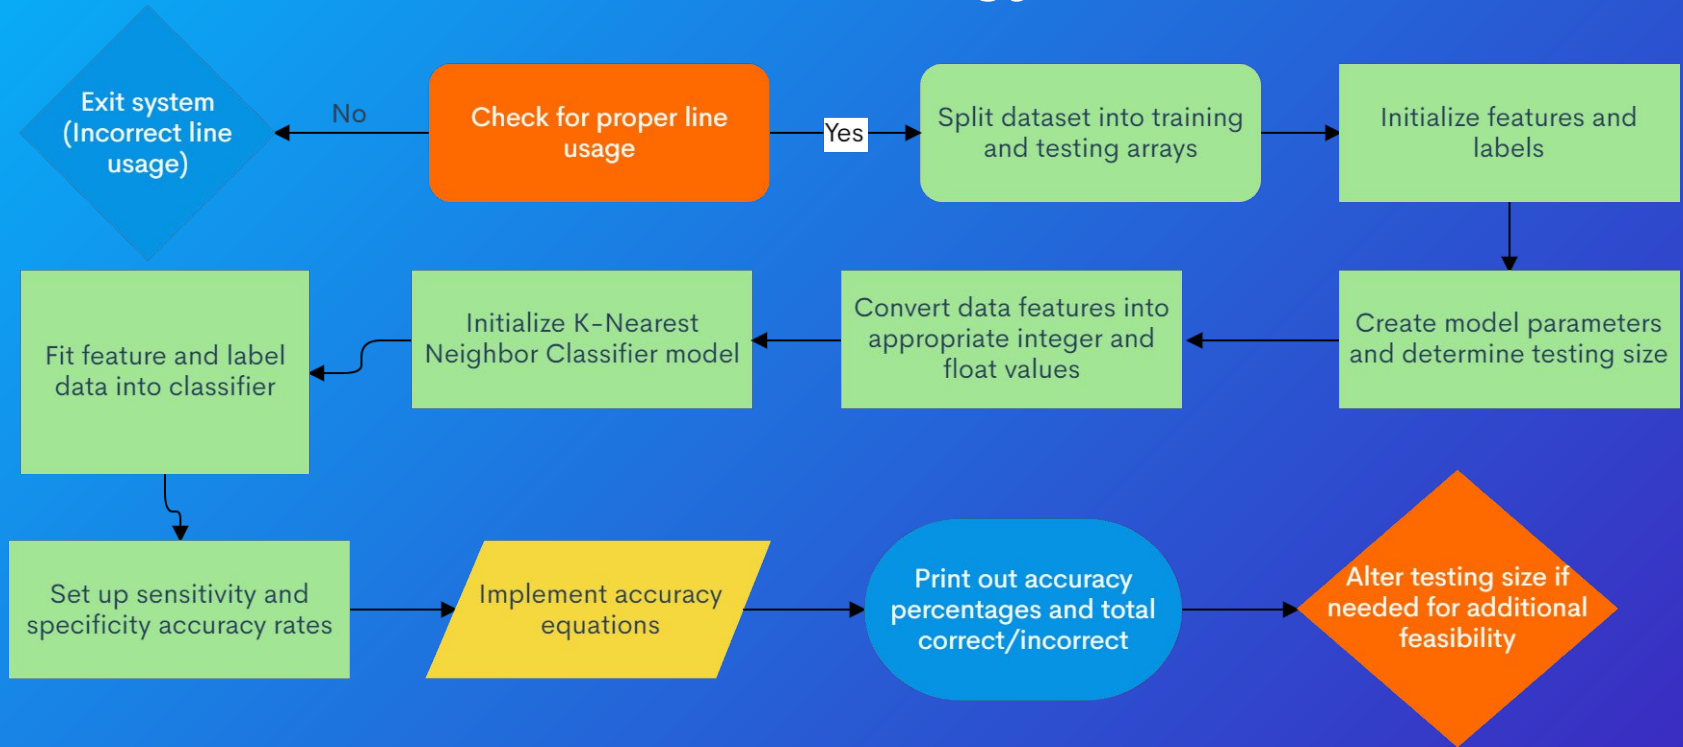 Exit system
(Incorrect line
usage)
No
Check for proper line
usage
Yes
Split dataset into training
and testing arrays
Initialize features and
labels
Create model parameters
and determine testing size
Convert data features into
appropriate integer and
float values
Initialize K-Nearest
Neighbor Classifier model
Fit feature and label
data into classifier
Set up sensitivity and
specificity accuracy rates
Implement accuracy
equations
Print out accuracy
percentages and total
correct/incorrect
Alter testing size if
needed for additional
feasibility